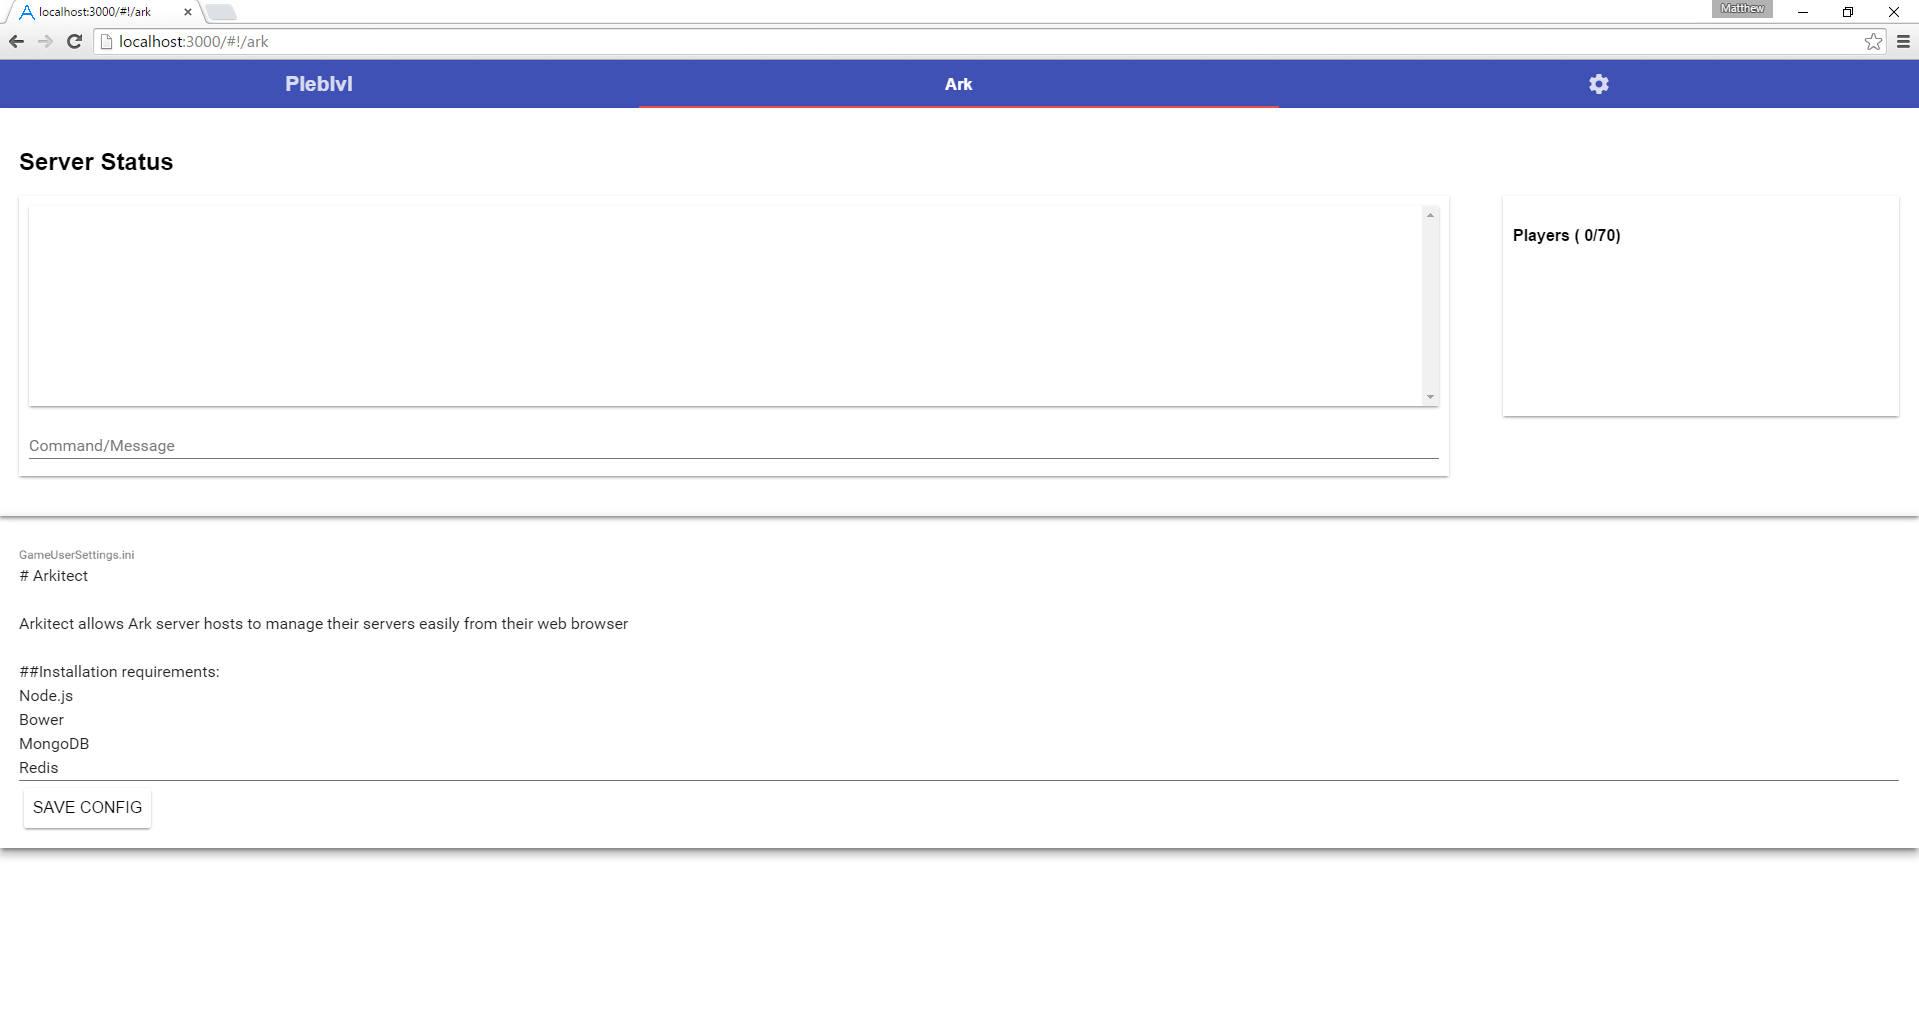 localhost:3000/#!/ark
Matthew
localhost:3000/#!/ark
Pleblvl
Ark
Server Status
Players ( 0/70)
Command/Message
GameUserSettings.ini
# Arkitect
Arkitect allows Ark server hosts to manage their servers easily from their web browser
##Installation requirements:
Node.js
Bower
MongoDB
Redis
SAVE CONFIG